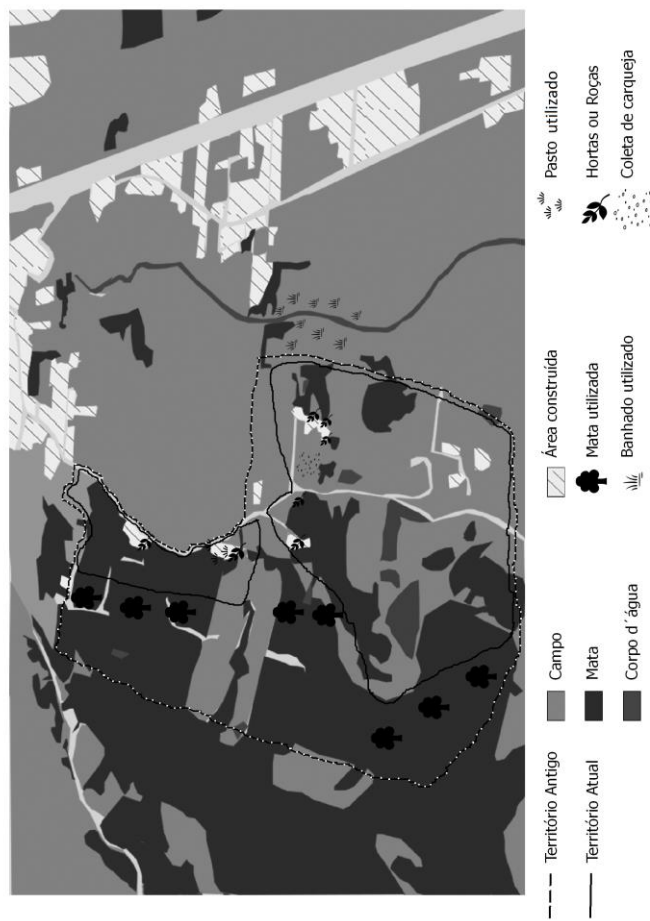 Território Antigo
Território Atual
Campo
Mata
Corpo d´água
Área construída
Mata utilizada
Banhado utilizado
Pasto utilizado
Hortas ou Roças
Coleta de carqueja